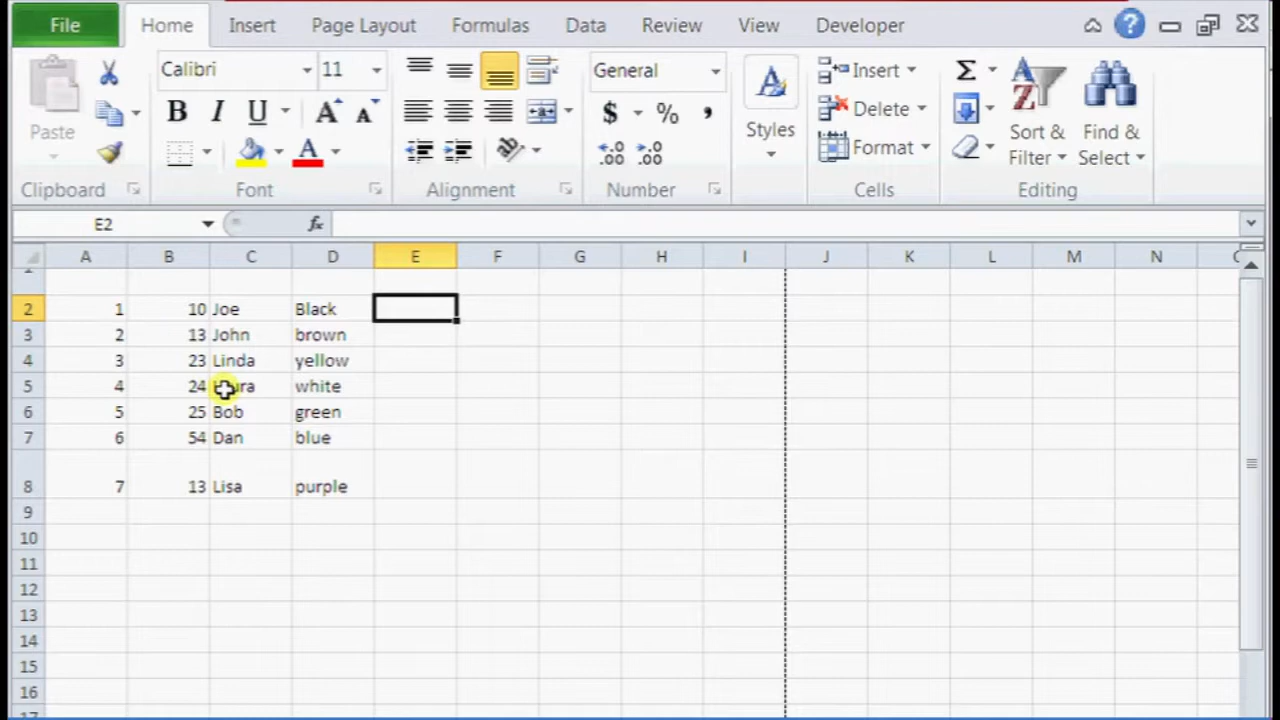 File Home Insert Page Layout Formulas Data Review View Developer
Calibri 11 General Insert Σ
Paste B I U A A $ % , Styles Delete Sort & Filter Find & Select
A .00 .00 Format
Clipboard Font Alignment Number Cells Editing
E2 fx
A B C D E F G H I J K L M N
2 1 10 Joe Black
3 2 13 John brown
4 3 23 Linda yellow
5 4 24 white
6 5 25 Bob green
7 6 54 Dan blue
8 7 13 Lisa purple
9
10
11
12
13
14
15
16
17